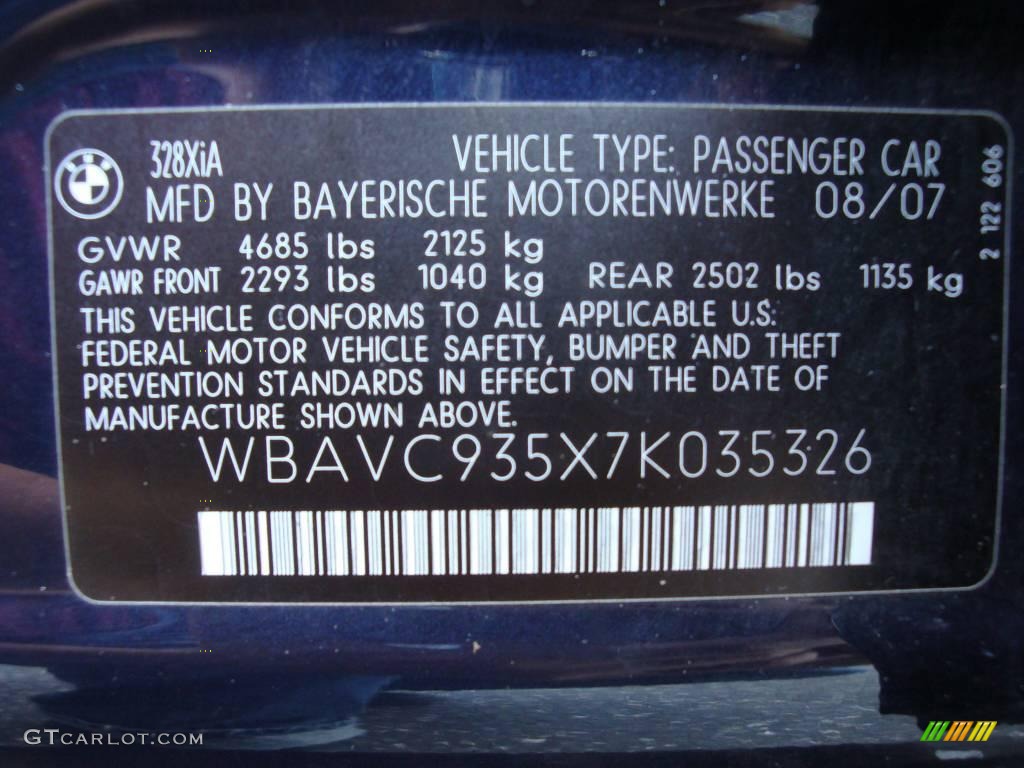 328XiA VEHICLE TYPE: PASSENGER CAR
MFD BY BAYERISCHE MOTORENWERKE 08/07
GVWR 4685 lbs 2125 kg
GAWR FRONT 2293 lbs 1040 kg REAR 2502 lbs 1135 kg
THIS VEHICLE CONFORMS TO ALL APPLICABLE U.S:
FEDERAL MOTOR VEHICLE SAFETY, BUMPER AND THEFT
PREVENTION STANDARDS IN EFFECT ON THE DATE OF
MANUFACTURE SHOWN ABOVE.
WBAVC935X7K035326
2 122 606
GTCARLOT.COM